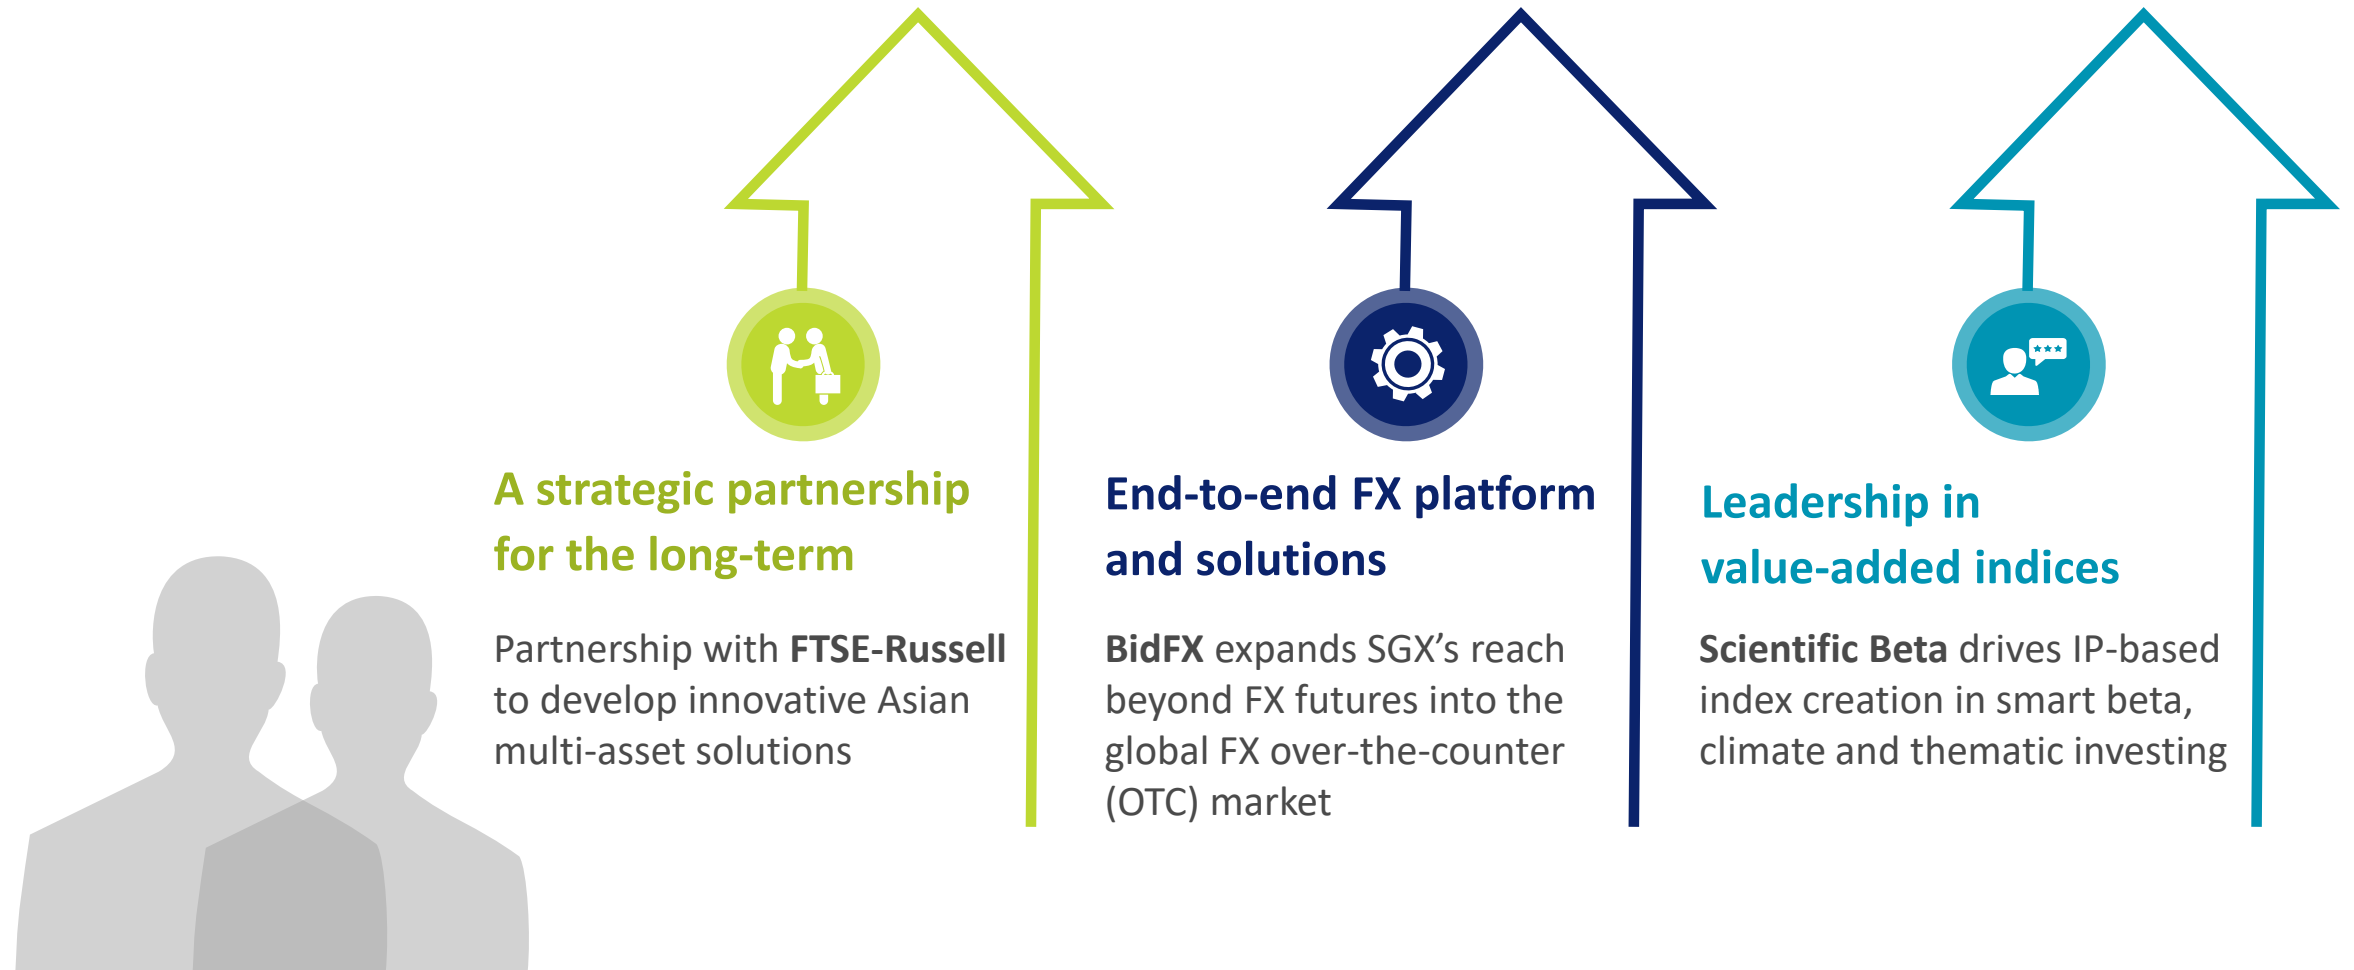 A strategic partnership
for the long-term
Partnership with FTSE-Russell
to develop innovative Asian
multi-asset solutions
End-to-end FX platform
and solutions
BidFX expands SGX’s reach
beyond FX futures into the
global FX over-the-counter
(OTC) market
Leadership in
value-added indices
Scientific Beta drives IP-based
index creation in smart beta,
climate and thematic investing